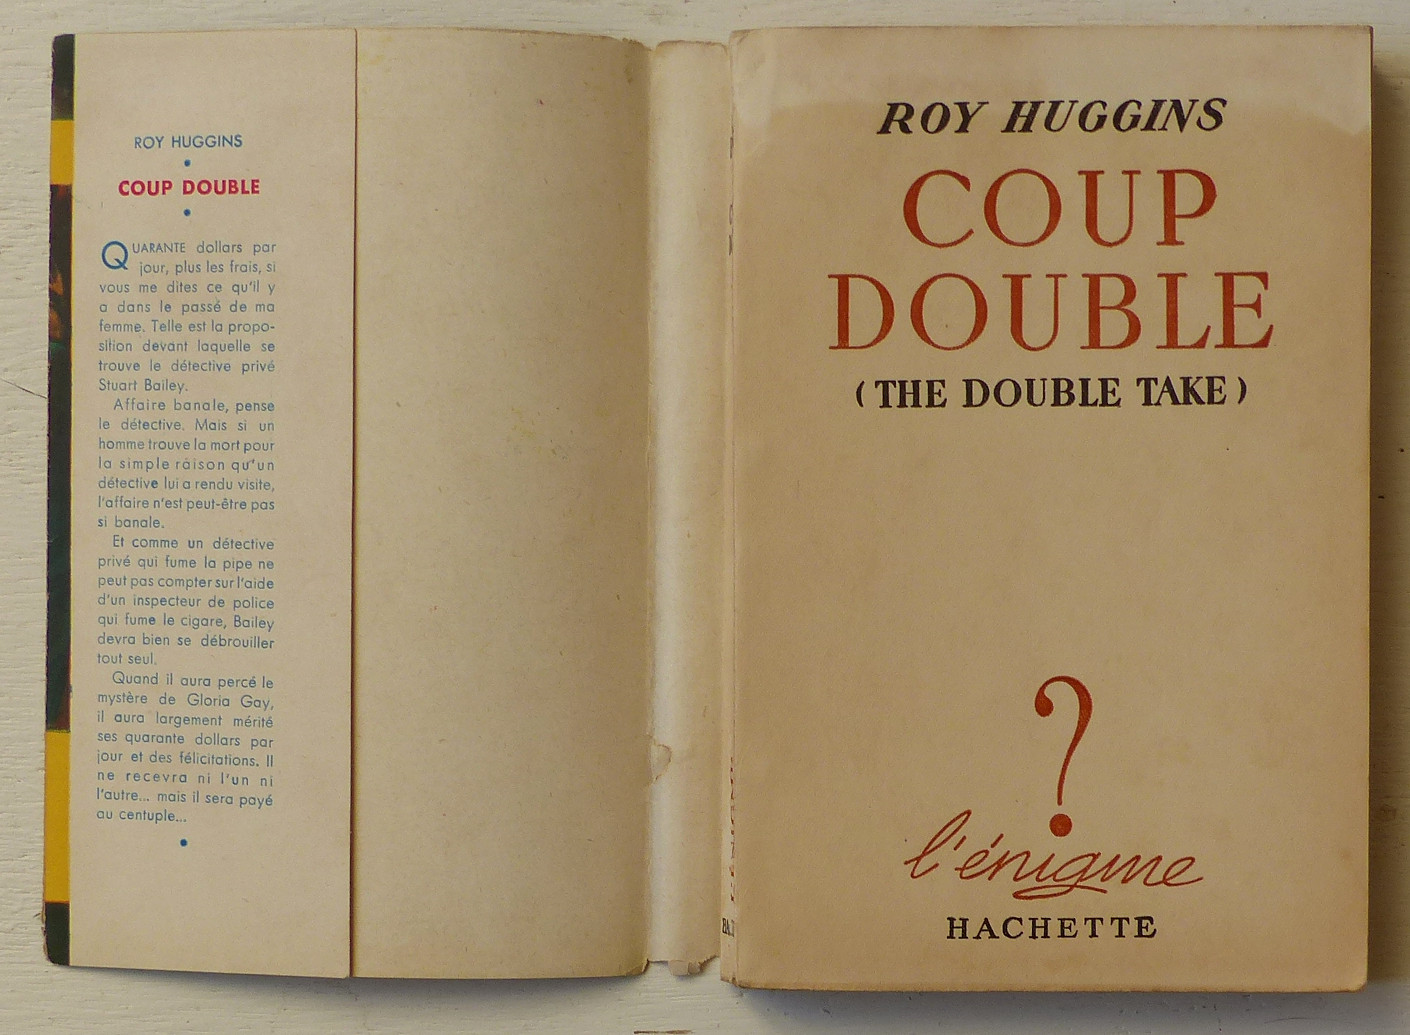 ROY HUGGINS
COUP DOUBLE
QUARANTE dollars par
jour, plus les frais, si
vous me dites ce qu'il y
a dans le passé de ma
femme. Telle est la propo-
sition devant laquelle se
trouve le détective privé
Stuart Bailey.
Affaire banale, pense
le détective. Mais si un
homme trouve la mort pour
la simple raison qu'un
détective lui a rendu visite,
l'affaire n'est peut-être pas
si banale.
Et comme un détective
privé qui fume la pipe ne
peut pas compter sur l'aide
d'un inspecteur de police
qui fume le cigare, Bailey
devra bien se débrouiller
tout seul.
Quand il aura percé le
mystère de Gloria Gay,
il aura largement mérité
ses quarante dollars par
jour et des félicitations. Il
ne recevra ni l'un ni
l'autre... mais il sera payé
au centuple...
ROY HUGGINS
COUP
DOUBLE
(THE DOUBLE TAKE)
?
l'énigme
HACHETTE